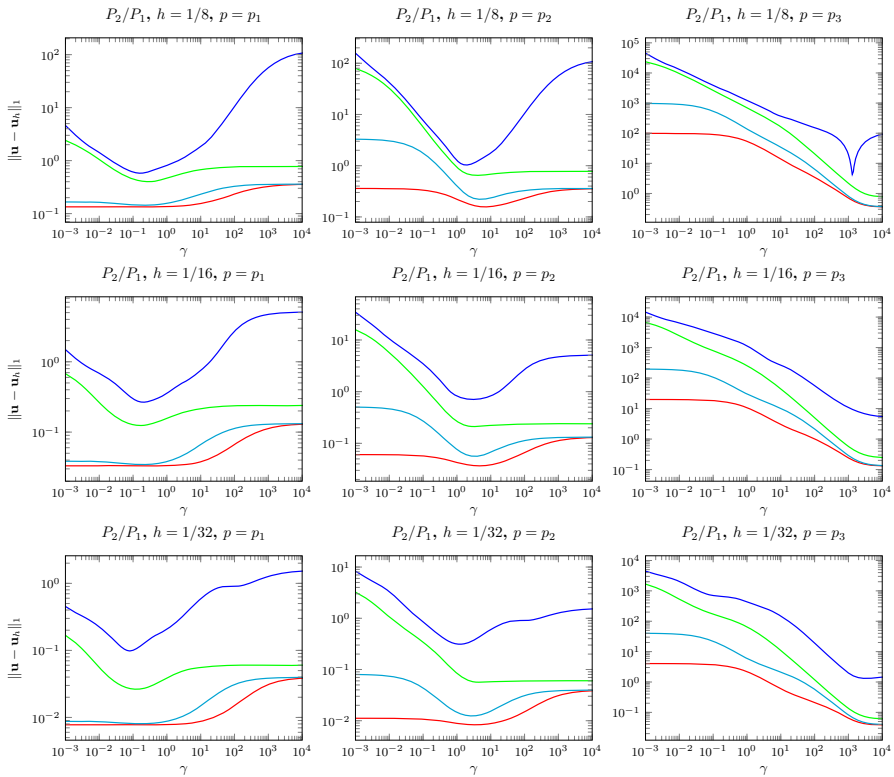 P₂/P₁, h = 1/8, p = p₁
P₂/P₁, h = 1/8, p = p₂
P₂/P₁, h = 1/8, p = p₃
‖u − u_h‖₁
10² 10¹ 10⁰ 10⁻¹
10⁻³ 10⁻² 10⁻¹ 10⁰ 10¹ 10² 10³ 10⁴
γ
10² 10¹ 10⁰ 10⁻¹
10⁻³ 10⁻² 10⁻¹ 10⁰ 10¹ 10² 10³ 10⁴
γ
10⁵ 10⁴ 10³ 10² 10¹ 10⁰
10⁻³ 10⁻² 10⁻¹ 10⁰ 10¹ 10² 10³ 10⁴
γ
P₂/P₁, h = 1/16, p = p₁
P₂/P₁, h = 1/16, p = p₂
P₂/P₁, h = 1/16, p = p₃
‖u − u_h‖₁
10⁰ 10⁻¹
10⁻³ 10⁻² 10⁻¹ 10⁰ 10¹ 10² 10³ 10⁴
γ
10¹ 10⁰ 10⁻¹
10⁻³ 10⁻² 10⁻¹ 10⁰ 10¹ 10² 10³ 10⁴
γ
10⁴ 10³ 10² 10¹ 10⁰ 10⁻¹
10⁻³ 10⁻² 10⁻¹ 10⁰ 10¹ 10² 10³ 10⁴
γ
P₂/P₁, h = 1/32, p = p₁
P₂/P₁, h = 1/32, p = p₂
P₂/P₁, h = 1/32, p = p₃
‖u − u_h‖₁
10⁰ 10⁻¹ 10⁻²
10⁻³ 10⁻² 10⁻¹ 10⁰ 10¹ 10² 10³ 10⁴
γ
10¹ 10⁰ 10⁻¹ 10⁻²
10⁻³ 10⁻² 10⁻¹ 10⁰ 10¹ 10² 10³ 10⁴
γ
10⁴ 10³ 10² 10¹ 10⁰ 10⁻¹
10⁻³ 10⁻² 10⁻¹ 10⁰ 10¹ 10² 10³ 10⁴
γ